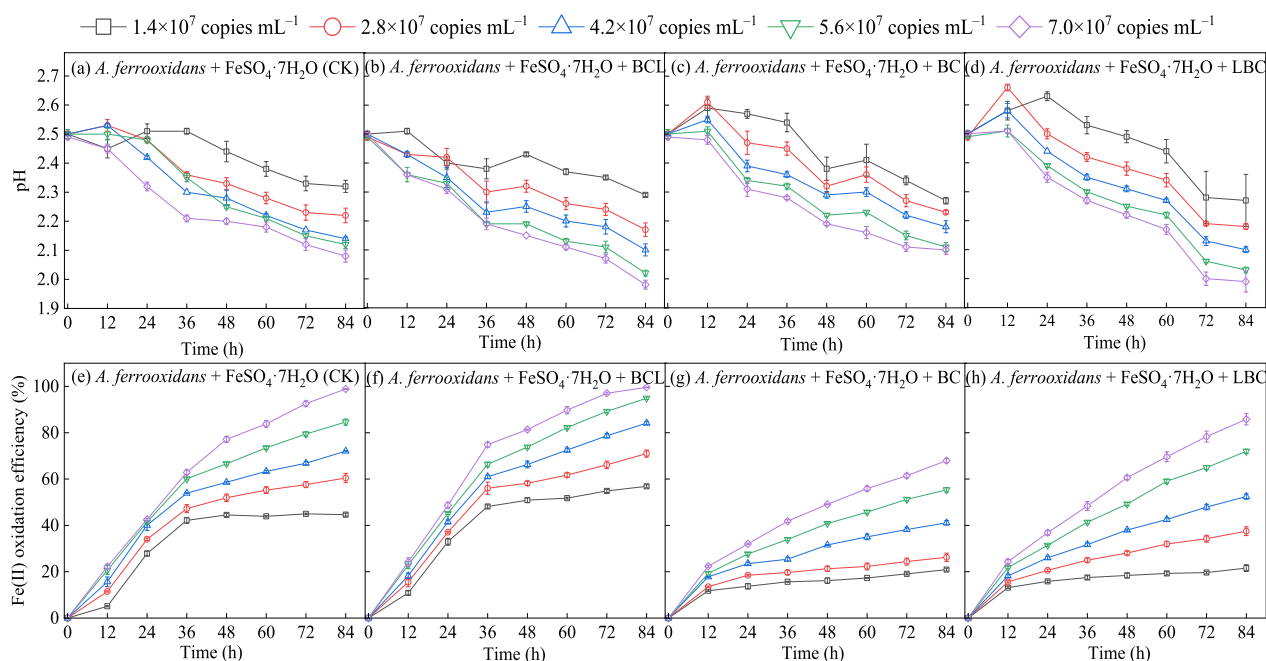 1.4×10⁷ copies mL⁻¹ 2.8×10⁷ copies mL⁻¹ 4.2×10⁷ copies mL⁻¹ 5.6×10⁷ copies mL⁻¹ 7.0×10⁷ copies mL⁻¹
(a) A. ferrooxidans + FeSO₄·7H₂O (CK)
(b) A. ferrooxidans + FeSO₄·7H₂O + BCL
(c) A. ferrooxidans + FeSO₄·7H₂O + BC
(d) A. ferrooxidans + FeSO₄·7H₂O + LBC
pH
2.7
2.6
2.5
2.4
2.3
2.2
2.1
2.0
1.9
0 12 24 36 48 60 72 84
0 12 24 36 48 60 72 84
0 12 24 36 48 60 72 84
0 12 24 36 48 60 72 84
Time (h)
Time (h)
Time (h)
Time (h)
(e) A. ferrooxidans + FeSO₄·7H₂O (CK)
(f) A. ferrooxidans + FeSO₄·7H₂O + BCL
(g) A. ferrooxidans + FeSO₄·7H₂O + BC
(h) A. ferrooxidans + FeSO₄·7H₂O + LBC
Fe(II) oxidation efficiency (%)
100
80
60
40
20
0
0 12 24 36 48 60 72 84
0 12 24 36 48 60 72 84
0 12 24 36 48 60 72 84
0 12 24 36 48 60 72 84
Time (h)
Time (h)
Time (h)
Time (h)